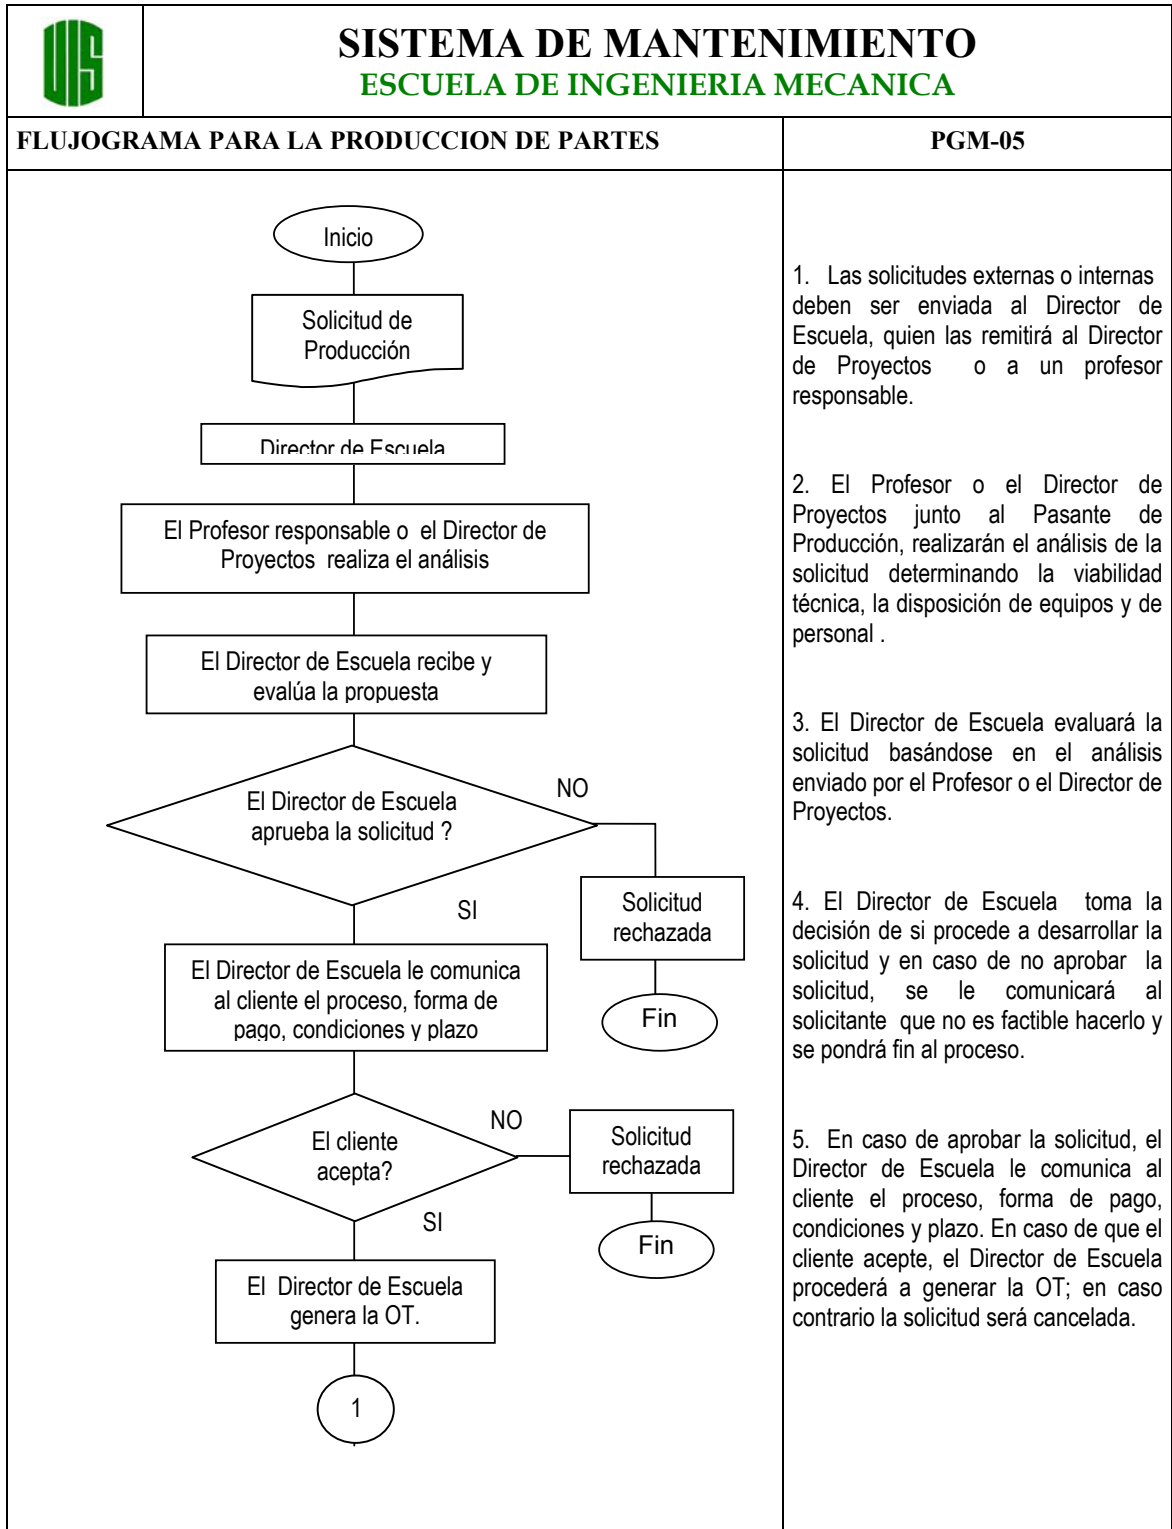 UIS
SISTEMA DE MANTENIMIENTO
ESCUELA DE INGENIERIA MECANICA
FLUJOGRAMA PARA LA PRODUCCION DE PARTES
PGM-05
Inicio
Solicitud de
Producción
Director de Escuela
El Profesor responsable o el Director de
Proyectos realiza el análisis
El Director de Escuela recibe y
evalúa la propuesta
El Director de Escuela
aprueba la solicitud ?
NO
Solicitud
rechazada
Fin
SI
El Director de Escuela le comunica
al cliente el proceso, forma de
pago, condiciones y plazo
El cliente
acepta?
NO
Solicitud
rechazada
Fin
SI
El Director de Escuela
genera la OT.
1
1. Las solicitudes externas o internas
deben ser enviada al Director de
Escuela, quien las remitirá al Director
de Proyectos o a un profesor
responsable.
2. El Profesor o el Director de
Proyectos junto al Pasante de
Producción, realizarán el análisis de la
solicitud determinando la viabilidad
técnica, la disposición de equipos y de
personal .
3. El Director de Escuela evaluará la
solicitud basándose en el análisis
enviado por el Profesor o el Director de
Proyectos.
4. El Director de Escuela toma la
decisión de si procede a desarrollar la
solicitud y en caso de no aprobar la
solicitud, se le comunicará al
solicitante que no es factible hacerlo y
se pondrá fin al proceso.
5. En caso de aprobar la solicitud, el
Director de Escuela le comunica al
cliente el proceso, forma de pago,
condiciones y plazo. En caso de que el
cliente acepte, el Director de Escuela
procederá a generar la OT; en caso
contrario la solicitud será cancelada.